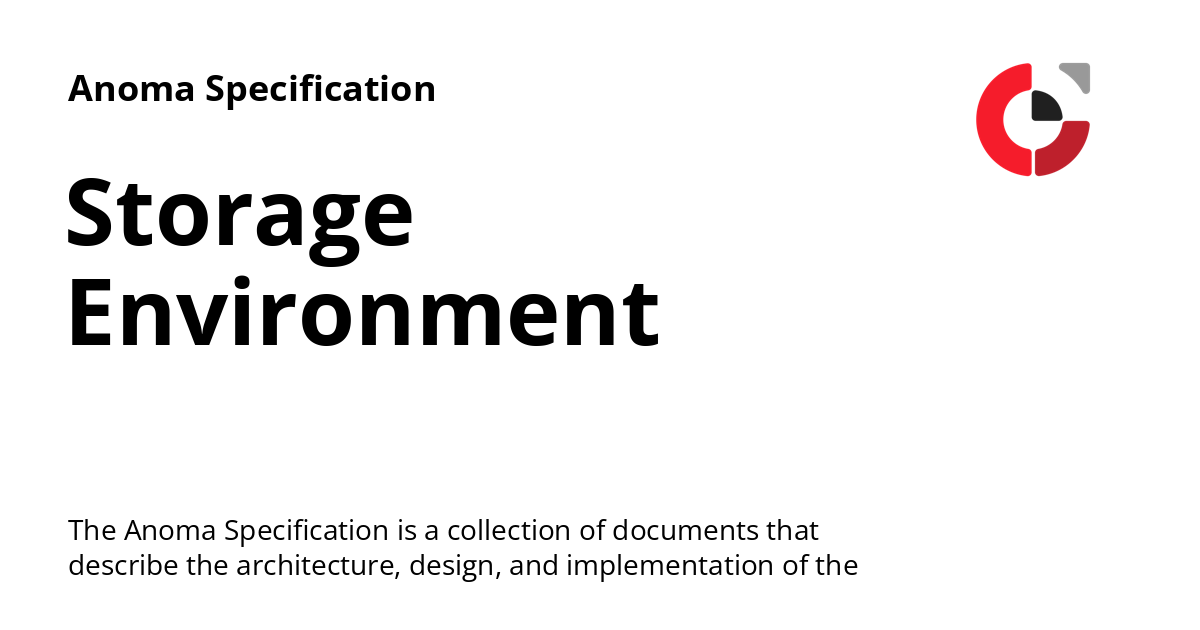 Anoma Specification
Storage
Environment
The Anoma Specification is a collection of documents that
describe the architecture, design, and implementation of the